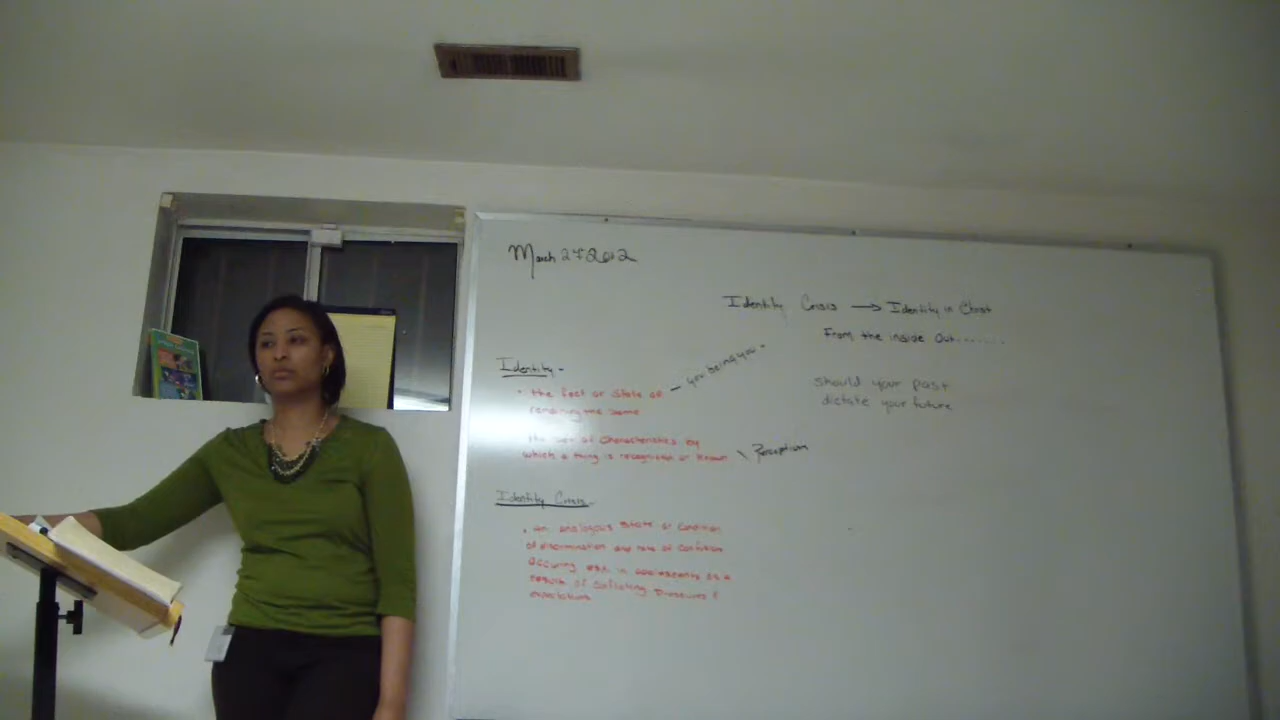 March 27 2012
Identity Crisis → Identity in Christ
From the inside Out.......
Identity -
• the fact or State of — you being you
remaining the same
should your past
dictate your future
the set of Characteristics by
which a thing is recognizable or known \ Perception
Identity Crisis
• an analogous State or Condition
of discrimination and role of Confusion
Occuring esp. in adolescents as a
result of Conflicting Pressures &
expectations